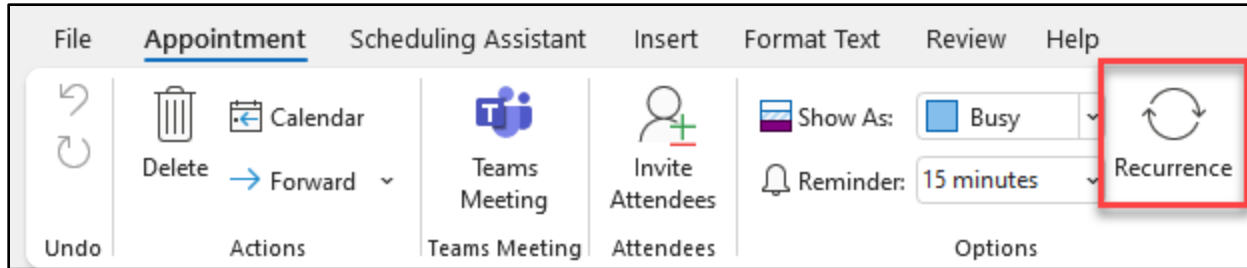 File Appointment Scheduling Assistant Insert Format Text Review Help
Delete
Calendar
Forward
Teams
Meeting
Invite
Attendees
Show As: Busy
Reminder: 15 minutes
Recurrence
Undo Actions Teams Meeting Attendees Options